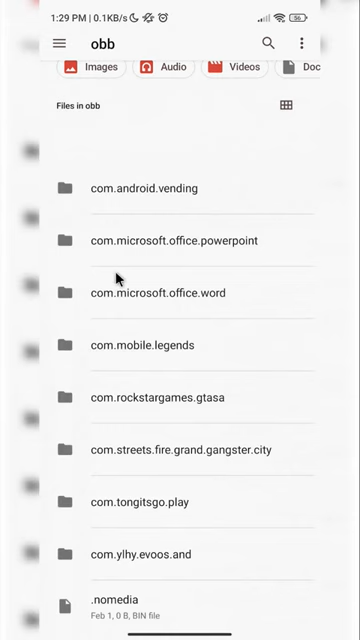 1:29 PM | 0.1KB/s
56
obb
Images
Audio
Videos
Doc
Files in obb
com.android.vending
com.microsoft.office.powerpoint
com.microsoft.office.word
com.mobile.legends
com.rockstargames.gtasa
com.streets.fire.grand.gangster.city
com.tongitsgo.play
com.ylhy.evoos.and
.nomedia
Feb 1, 0 B, BIN file